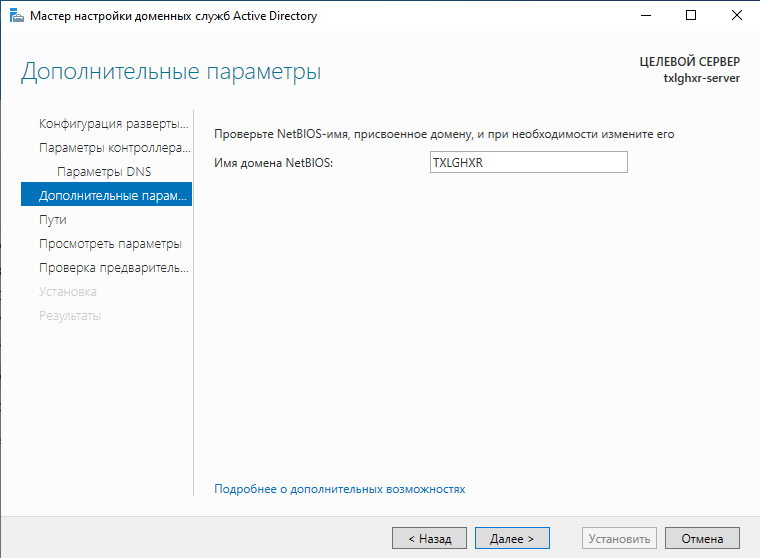 Мастер настройки доменных служб Active Directory
Дополнительные параметры
ЦЕЛЕВОЙ СЕРВЕР
txlghxr-server
Конфигурация разверты...
Параметры контроллера...
Параметры DNS
Дополнительные парам...
Пути
Просмотреть параметры
Проверка предваритель...
Установка
Результаты
Проверьте NetBIOS-имя, присвоенное домену, и при необходимости измените его
Имя домена NetBIOS: TXLGHXR
Подробнее о дополнительных возможностях
< Назад Далее > Установить Отмена